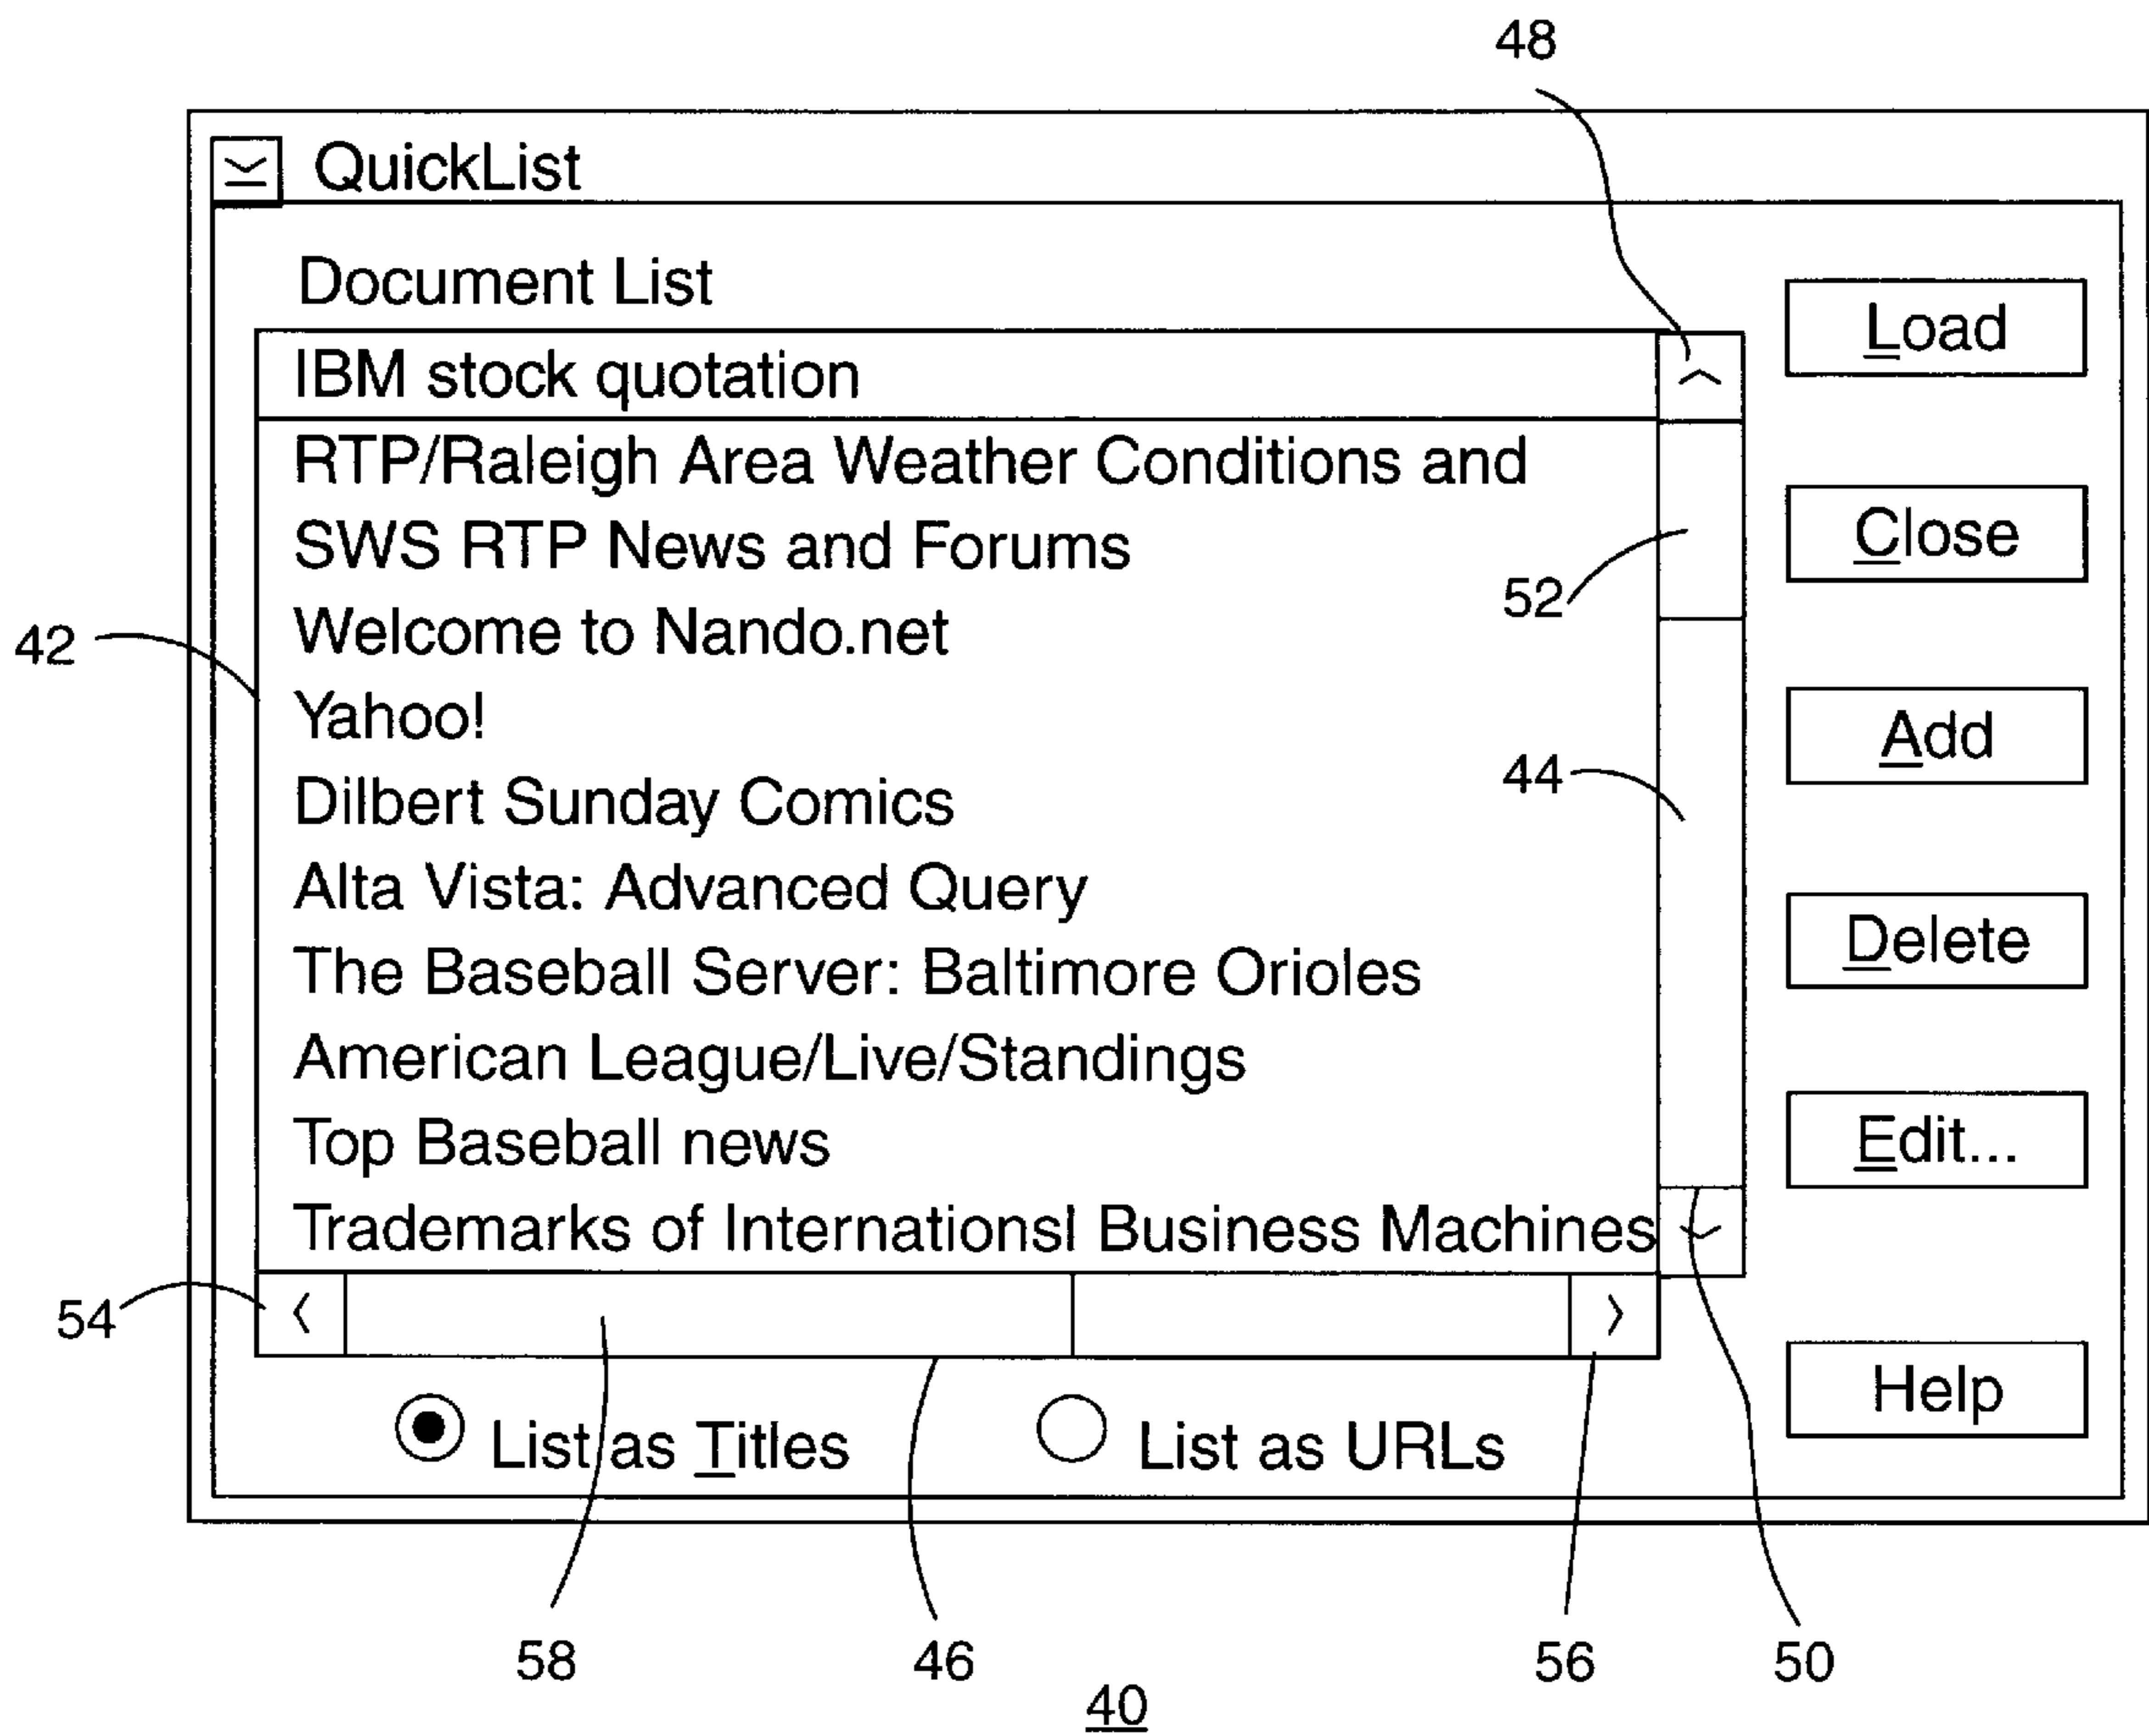 48
QuickList
Document List
Load
IBM stock quotation
RTP/Raleigh Area Weather Conditions and
SWS RTP News and Forums
Close
52
Welcome to Nando.net
42
Yahoo!
Add
44
Dilbert Sunday Comics
Alta Vista: Advanced Query
Delete
The Baseball Server: Baltimore Orioles
American League/Live/Standings
Top Baseball news
Edit...
Trademarks of Internationsl Business Machines
54
Help
List as Titles
List as URLs
58
46
56
50
40